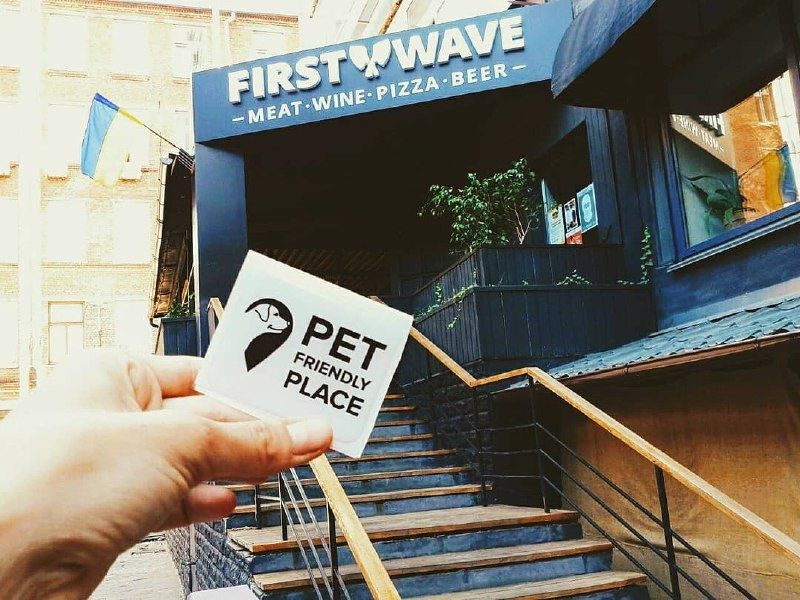 FIRST WAVE
–MEAT·WINE·PIZZA·BEER–
PET
FRIENDLY
PLACE